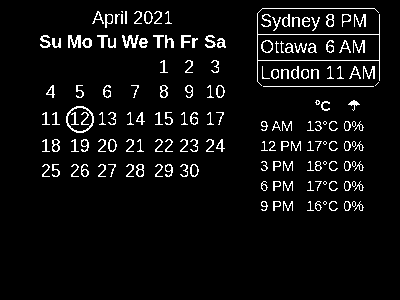 April 2021
Su Mo Tu We Th Fr Sa
1 2 3
4 5 6 7 8 9 10
11 12 13 14 15 16 17
18 19 20 21 22 23 24
25 26 27 28 29 30
Sydney 8 PM
Ottawa 6 AM
London 11 AM
°C ☂
9 AM 13°C 0%
12 PM 17°C 0%
3 PM 18°C 0%
6 PM 17°C 0%
9 PM 16°C 0%